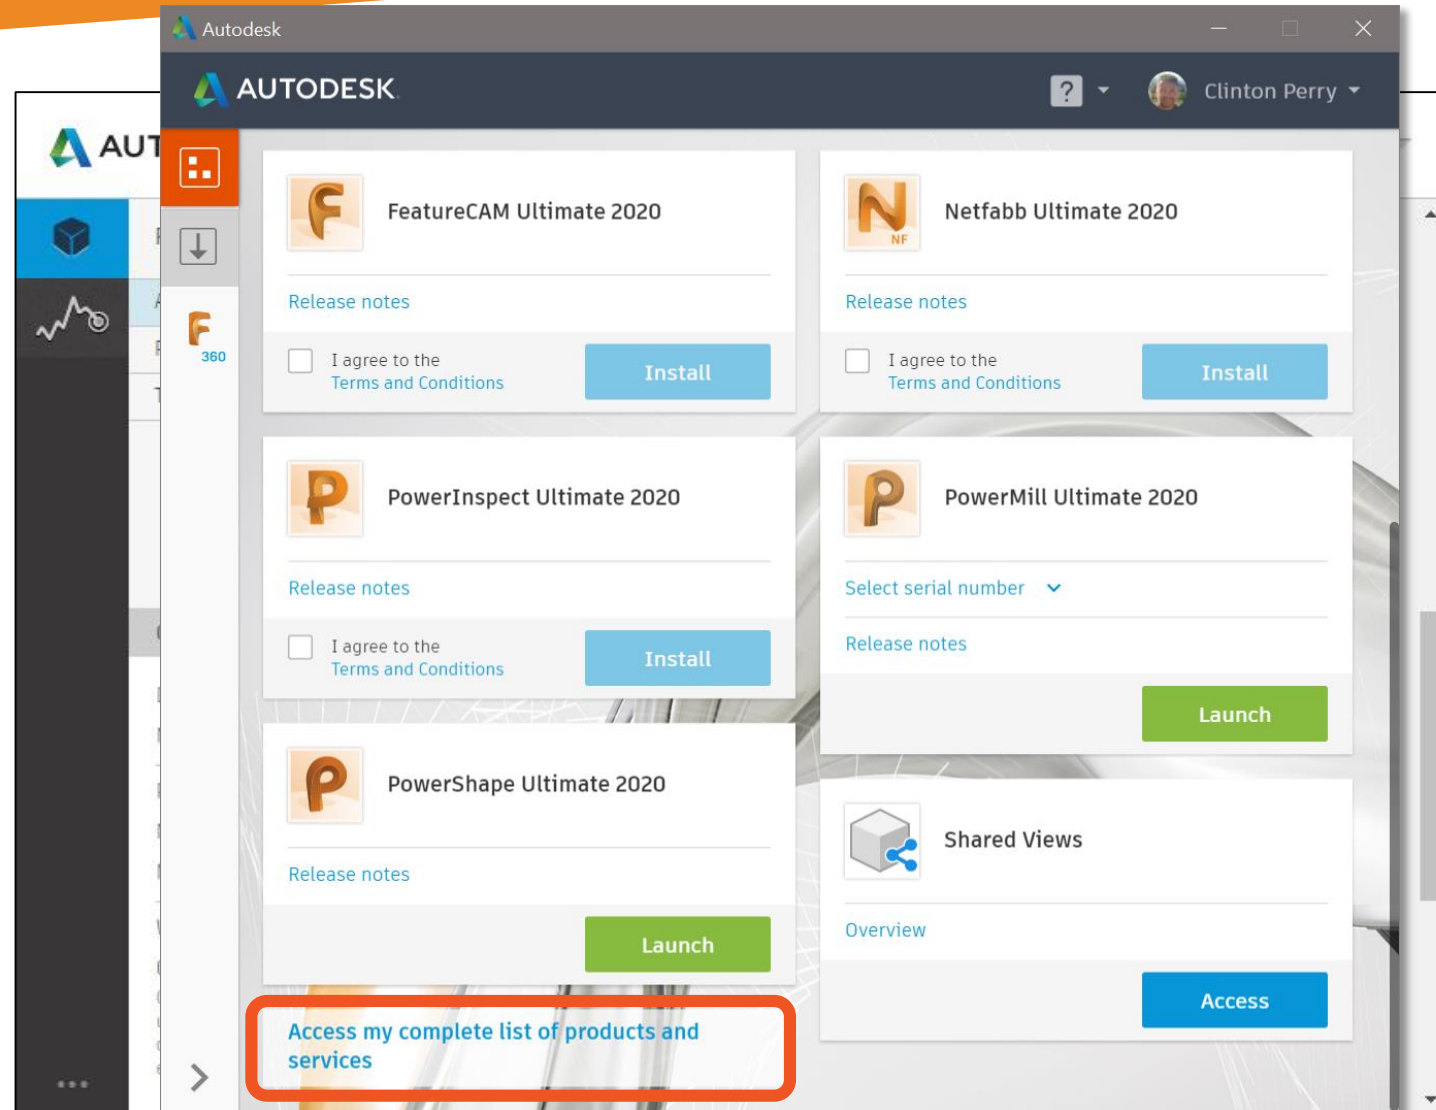 Autodesk
AUTODESK
? Clinton Perry
AUT
FeatureCAM Ultimate 2020
Release notes
I agree to the
Terms and Conditions
Install
Netfabb Ultimate 2020
NF
Release notes
I agree to the
Terms and Conditions
Install
360
PowerInspect Ultimate 2020
Release notes
I agree to the
Terms and Conditions
Install
PowerMill Ultimate 2020
Select serial number
Release notes
Launch
PowerShape Ultimate 2020
Release notes
Launch
Shared Views
Overview
Access
Access my complete list of products and
services